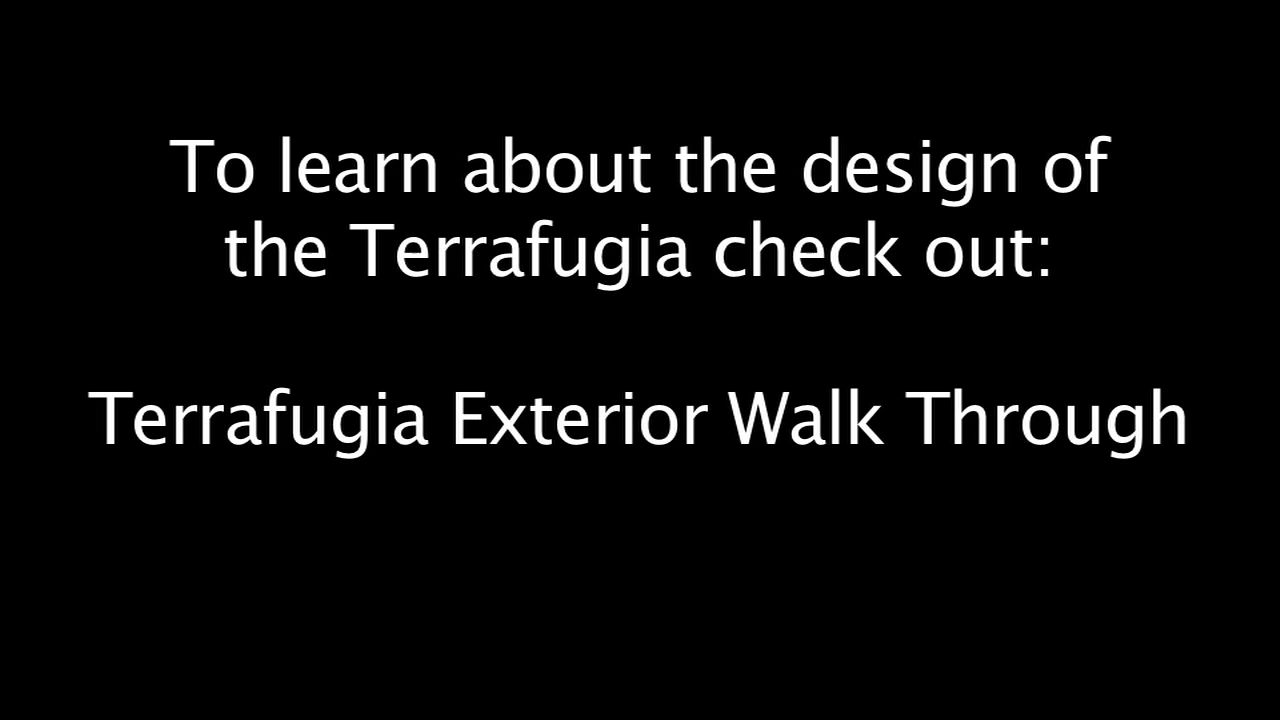 To learn about the design of
the Terrafugia check out:
Terrafugia Exterior Walk Through